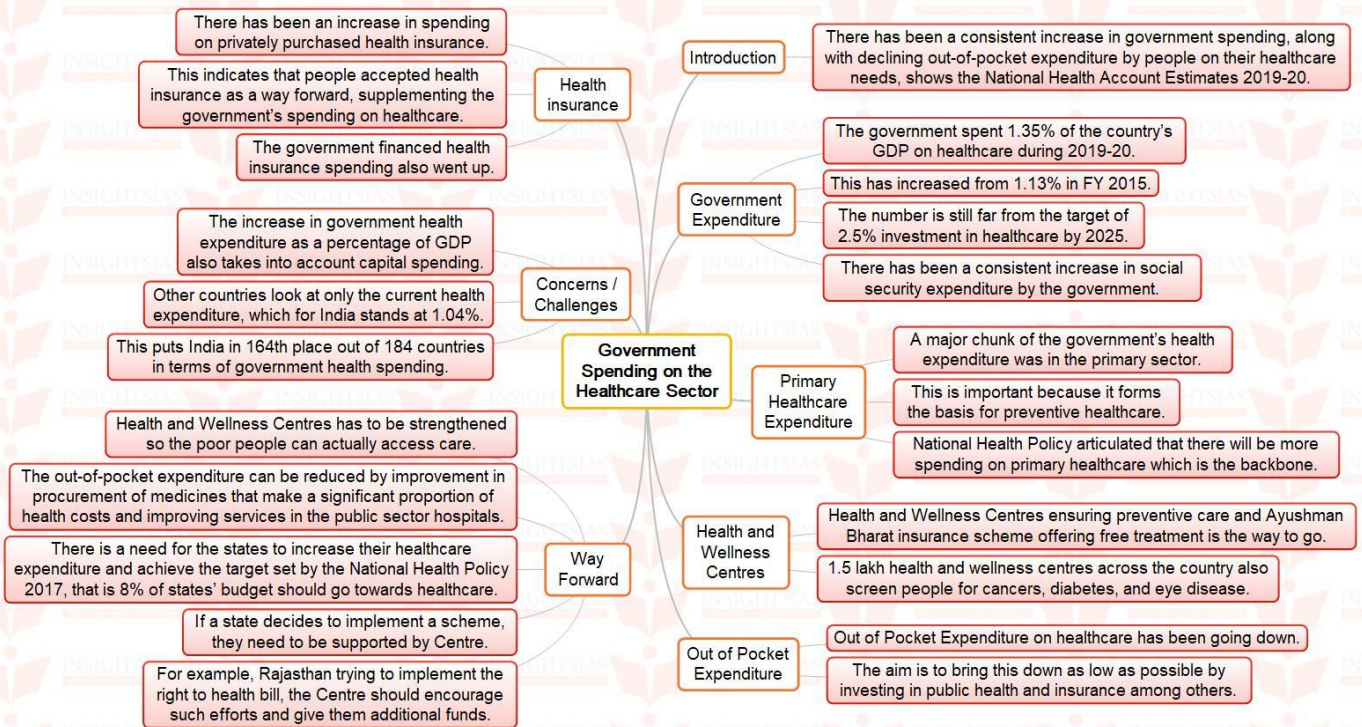 Government
Spending on the
Healthcare Sector
Introduction
There has been a consistent increase in government spending, along
with declining out-of-pocket expenditure by people on their healthcare
needs, shows the National Health Account Estimates 2019-20.
Government
Expenditure
The government spent 1.35% of the country's
GDP on healthcare during 2019-20.
This has increased from 1.13% in FY 2015.
The number is still far from the target of
2.5% investment in healthcare by 2025.
There has been a consistent increase in social
security expenditure by the government.
Primary
Healthcare
Expenditure
A major chunk of the government's health
expenditure was in the primary sector.
This is important because it forms
the basis for preventive healthcare.
National Health Policy articulated that there will be more
spending on primary healthcare which is the backbone.
Health and
Wellness
Centres
Health and Wellness Centres ensuring preventive care and Ayushman
Bharat insurance scheme offering free treatment is the way to go.
1.5 lakh health and wellness centres across the country also
screen people for cancers, diabetes, and eye disease.
Out of Pocket
Expenditure
Out of Pocket Expenditure on healthcare has been going down.
The aim is to bring this down as low as possible by
investing in public health and insurance among others.
Health
insurance
There has been an increase in spending
on privately purchased health insurance.
This indicates that people accepted health
insurance as a way forward, supplementing the
government's spending on healthcare.
The government financed health
insurance spending also went up.
Concerns /
Challenges
The increase in government health
expenditure as a percentage of GDP
also takes into account capital spending.
Other countries look at only the current health
expenditure, which for India stands at 1.04%.
This puts India in 164th place out of 184 countries
in terms of government health spending.
Way
Forward
Health and Wellness Centres has to be strengthened
so the poor people can actually access care.
The out-of-pocket expenditure can be reduced by improvement in
procurement of medicines that make a significant proportion of
health costs and improving services in the public sector hospitals.
There is a need for the states to increase their healthcare
expenditure and achieve the target set by the National Health Policy
2017, that is 8% of states' budget should go towards healthcare.
If a state decides to implement a scheme,
they need to be supported by Centre.
For example, Rajasthan trying to implement the
right to health bill, the Centre should encourage
such efforts and give them additional funds.
INSIGHTSIAS